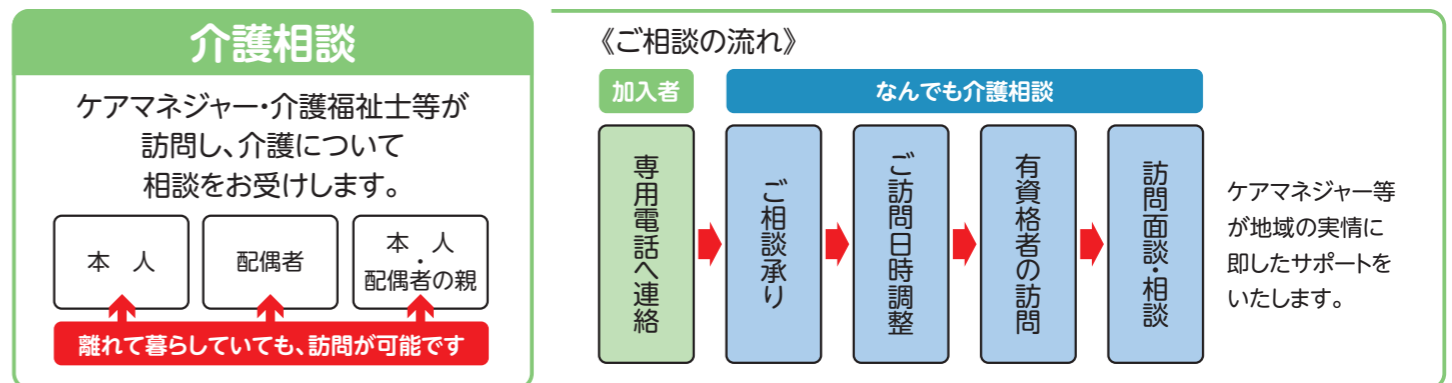 介護相談
ケアマネジャー・介護福祉士等が
訪問し、介護について
相談をお受けします。
本　人
配偶者
本　人
・
配偶者の親
離れて暮らしていても、訪問が可能です
《ご相談の流れ》
加入者
なんでも介護相談
専用電話へ連絡
ご相談承り
ご訪問日時調整
有資格者の訪問
訪問面談・相談
ケアマネジャー等
が地域の実情に
即したサポートを
いたします。